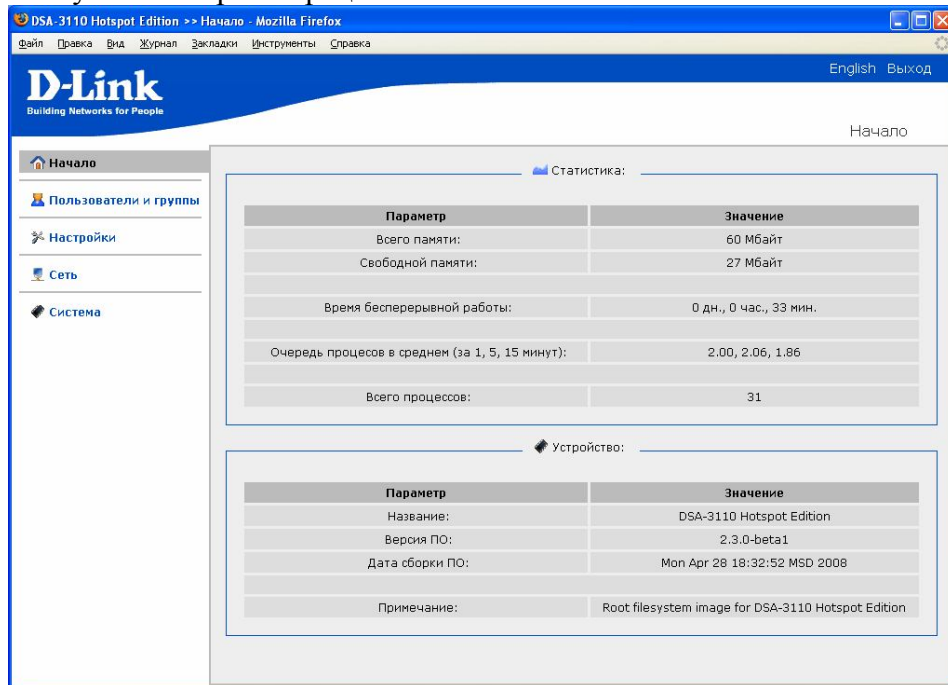 DSA-3110 Hotspot Edition >> Начало - Mozilla Firefox
Файл Правка Вид Журнал Закладки Инструменты Справка
English Выход
D-Link
Building Networks for People
Начало
Начало
Пользователи и группы
Настройки
Сеть
Система
Статистика:
Параметр Значение
Всего памяти: 60 Мбайт
Свободной памяти: 27 Мбайт
Время бесперерывной работы: 0 дн., 0 час., 33 мин.
Очередь процесов в среднем (за 1, 5, 15 минут): 2.00, 2.06, 1.86
Всего процессов: 31
Устройство:
Параметр Значение
Название: DSA-3110 Hotspot Edition
Версия ПО: 2.3.0-beta1
Дата сборки ПО: Mon Apr 28 18:32:52 MSD 2008
Примечание: Root filesystem image for DSA-3110 Hotspot Edition